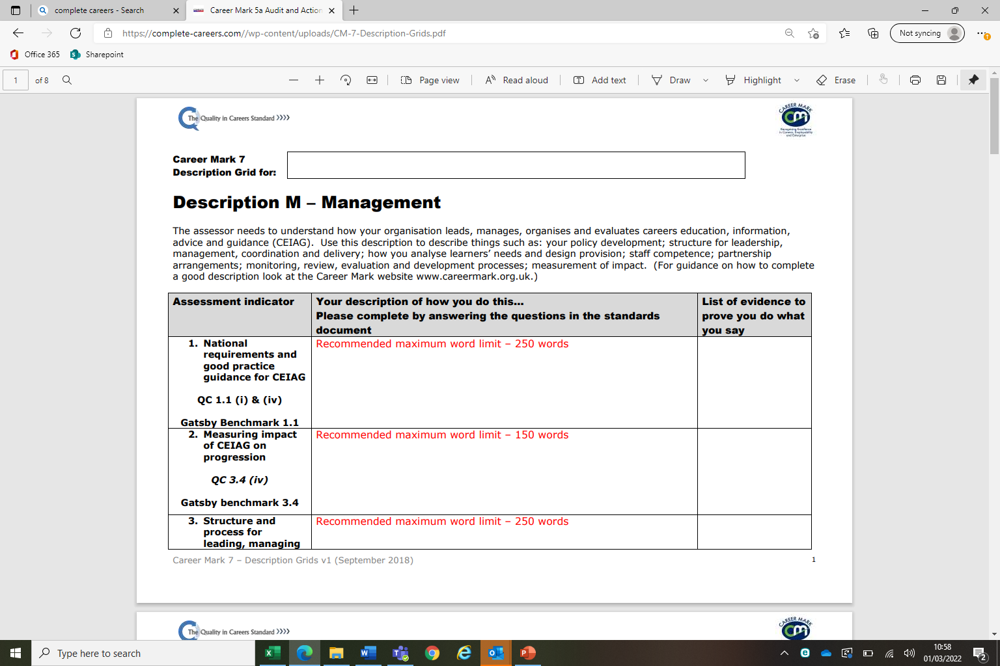 complete careers - Search
Career Mark 5a Audit and Action
https://complete-careers.com//wp-content/uploads/CM-7-Description-Grids.pdf
Not syncing
Office 365
Sharepoint
1 of 8
Page view
Read aloud
Add text
Draw
Highlight
Erase
The Quality in Careers Standard
CAREER MARK
cm
Recognising Excellence
in Careers, Employability
and Enterprise
Career Mark 7
Description Grid for:
Description M – Management
The assessor needs to understand how your organisation leads, manages, organises and evaluates careers education, information,
advice and guidance (CEIAG).  Use this description to describe things such as: your policy development; structure for leadership,
management, coordination and delivery; how you analyse learners’ needs and design provision; staff competence; partnership
arrangements; monitoring, review, evaluation and development processes; measurement of impact.  (For guidance on how to complete
a good description look at the Career Mark website www.careermark.org.uk.)
Assessment indicator
Your description of how you do this...
Please complete by answering the questions in the standards
document
List of evidence to
prove you do what
you say
1. National
requirements and
good practice
guidance for CEIAG
QC 1.1 (i) & (iv)
Gatsby Benchmark 1.1
Recommended maximum word limit – 250 words
2. Measuring impact
of CEIAG on
progression
QC 3.4 (iv)
Gatsby benchmark 3.4
Recommended maximum word limit – 150 words
3. Structure and
process for
leading, managing
Recommended maximum word limit – 250 words
Career Mark 7 – Description Grids v1 (September 2018)
1
The Quality in Careers Standard
CAREER MARK
cm
Type here to search
10:58
01/03/2022
2